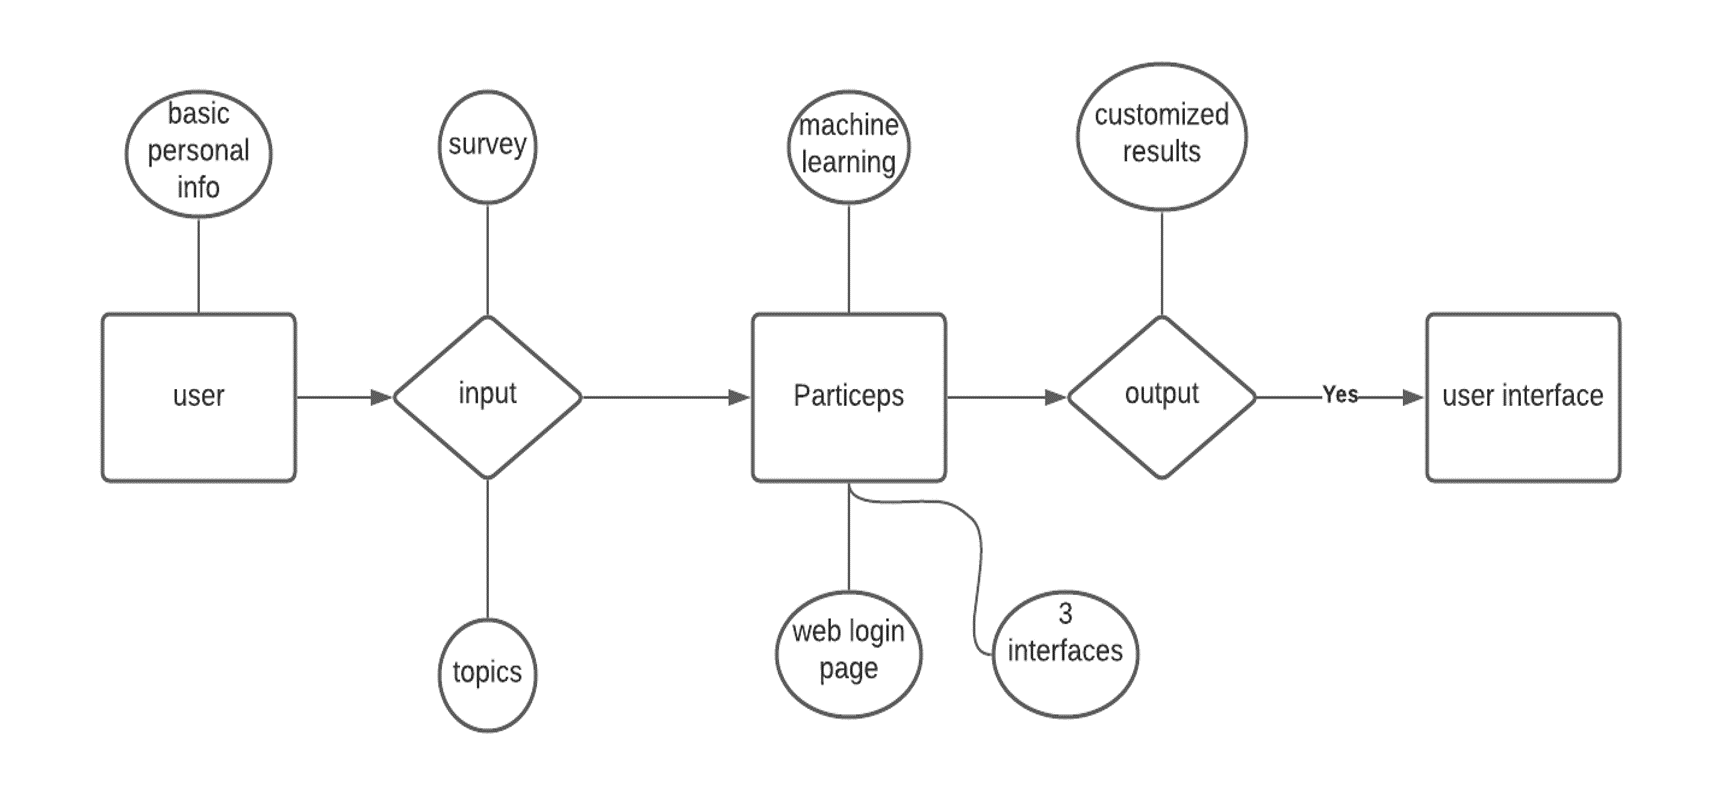 basic
personal
info
survey
machine
learning
customized
results
user
input
Particeps
output
Yes
user interface
topics
web login
page
3
interfaces